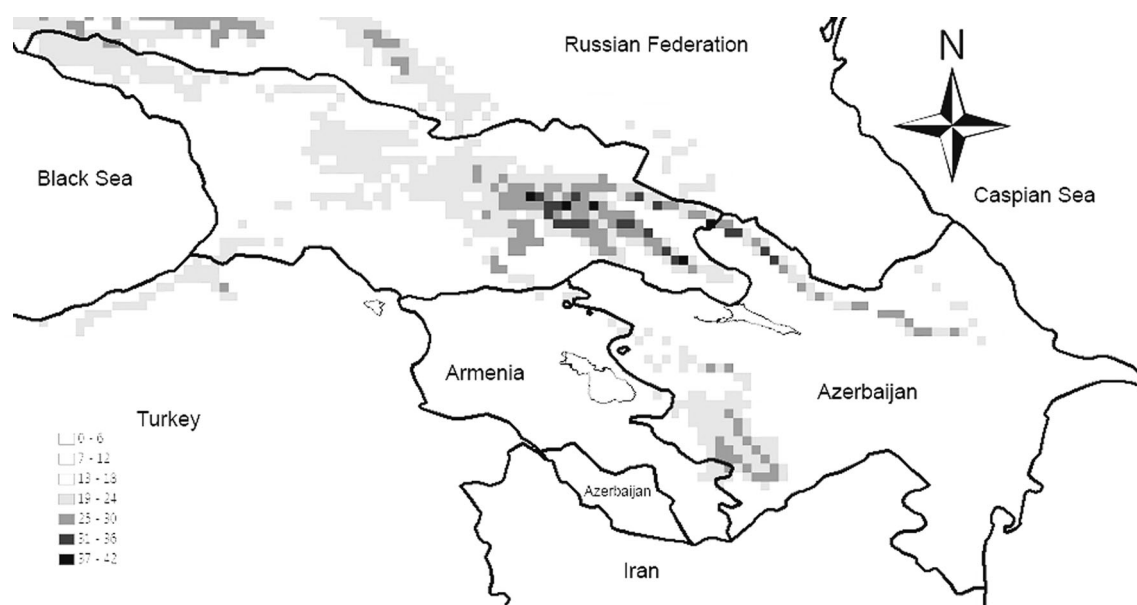 Russian Federation
N
Black Sea
Caspian Sea
Armenia
Azerbaijan
Turkey
Azerbaijan
Iran
0 - 6
7 - 12
13 - 18
19 - 24
25 - 30
31 - 36
37 - 42